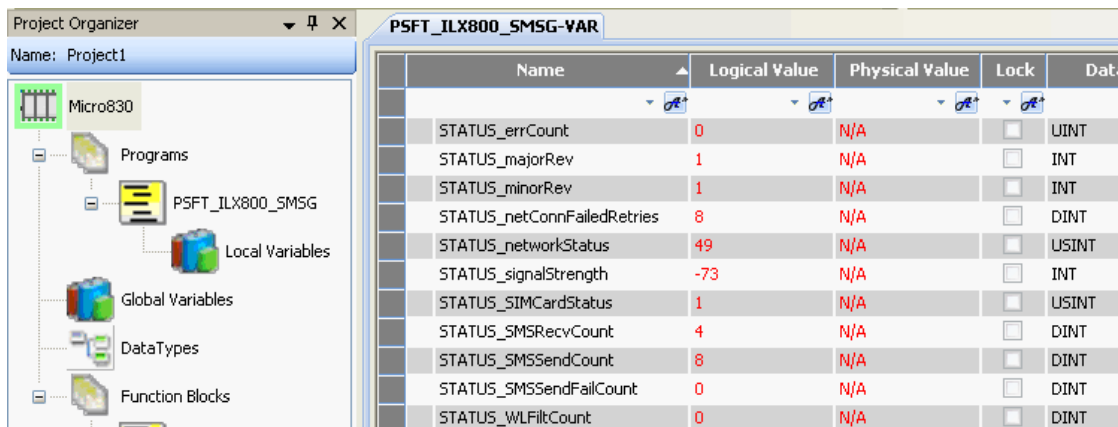 Project Organizer
Name: Project1
Micro830
Programs
PSFT_ILX800_SMSG
Local Variables
Global Variables
DataTypes
Function Blocks
PSFT_ILX800_SMSG-VAR
Name Logical Value Physical Value Lock Data
STATUS_errCount 0 N/A UINT
STATUS_majorRev 1 N/A INT
STATUS_minorRev 1 N/A INT
STATUS_netConnFailedRetries 8 N/A DINT
STATUS_networkStatus 49 N/A USINT
STATUS_signalStrength -73 N/A INT
STATUS_SIMCardStatus 1 N/A USINT
STATUS_SMSRecvCount 4 N/A DINT
STATUS_SMSSendCount 8 N/A DINT
STATUS_SMSSendFailCount 0 N/A DINT
STATUS_WLFiltCount 0 N/A DINT